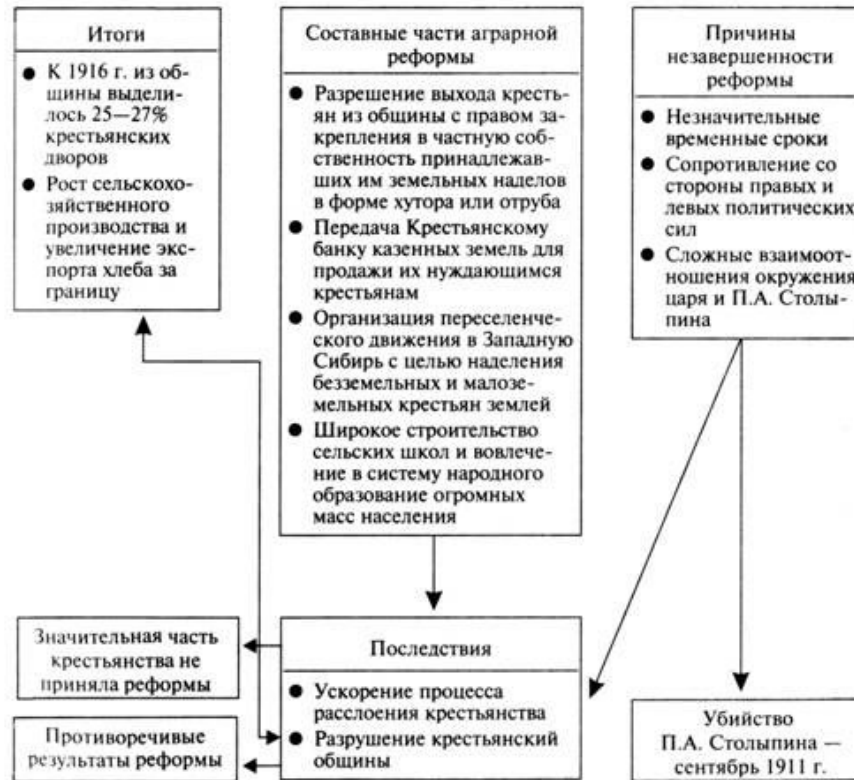 Итоги
● К 1916 г. из об-
щины выдели-
лось 25—27%
крестьянских
дворов
● Рост сельскохо-
зяйственного
производства и
увеличение экс-
порта хлеба за
границу
Составные части аграрной
реформы
● Разрешение выхода кресть-
ян из общины с правом за-
крепления в частную соб-
ственность принадлежав-
ших им земельных наделов
в форме хутора или отруба
● Передача Крестьянскому
банку казенных земель для
продажи их нуждающимся
крестьянам
● Организация переселенче-
ского движения в Западную
Сибирь с целью наделения
безземельных и малозе-
мельных крестьян землей
● Широкое строительство
сельских школ и вовлече-
ние в систему народного
образование огромных
масс населения
Причины
незавершенности
реформы
● Незначительные
временные сроки
● Сопротивление со
стороны правых и
левых политических
сил
● Сложные взаимоот-
ношения окружения
царя и П.А. Столы-
пина
Значительная часть
крестьянства не
приняла реформы
Противоречивые
результаты реформы
Последствия
● Ускорение процесса
расслоения крестьянства
● Разрушение крестьянский
общины
Убийство
П.А. Столыпина —
сентябрь 1911 г.